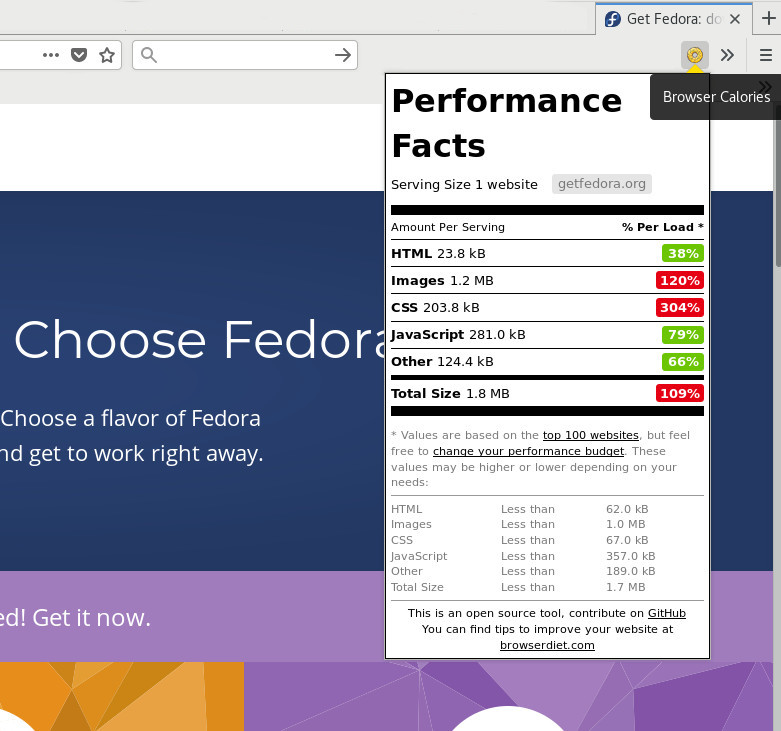 Get Fedora: do
Browser Calories
Performance
Facts
Serving Size 1 website getfedora.org
Amount Per Serving % Per Load *
HTML 23.8 kB 38%
Images 1.2 MB 120%
CSS 203.8 kB 304%
JavaScript 281.0 kB 79%
Other 124.4 kB 66%
Total Size 1.8 MB 109%
* Values are based on the top 100 websites, but feel
free to change your performance budget. These
values may be higher or lower depending on your
needs:
HTML Less than 62.0 kB
Images Less than 1.0 MB
CSS Less than 67.0 kB
JavaScript Less than 357.0 kB
Other Less than 189.0 kB
Total Size Less than 1.7 MB
This is an open source tool, contribute on GitHub
You can find tips to improve your website at
browserdiet.com
Choose Fedora
Choose a flavor of Fedora
nd get to work right away.
ed! Get it now.